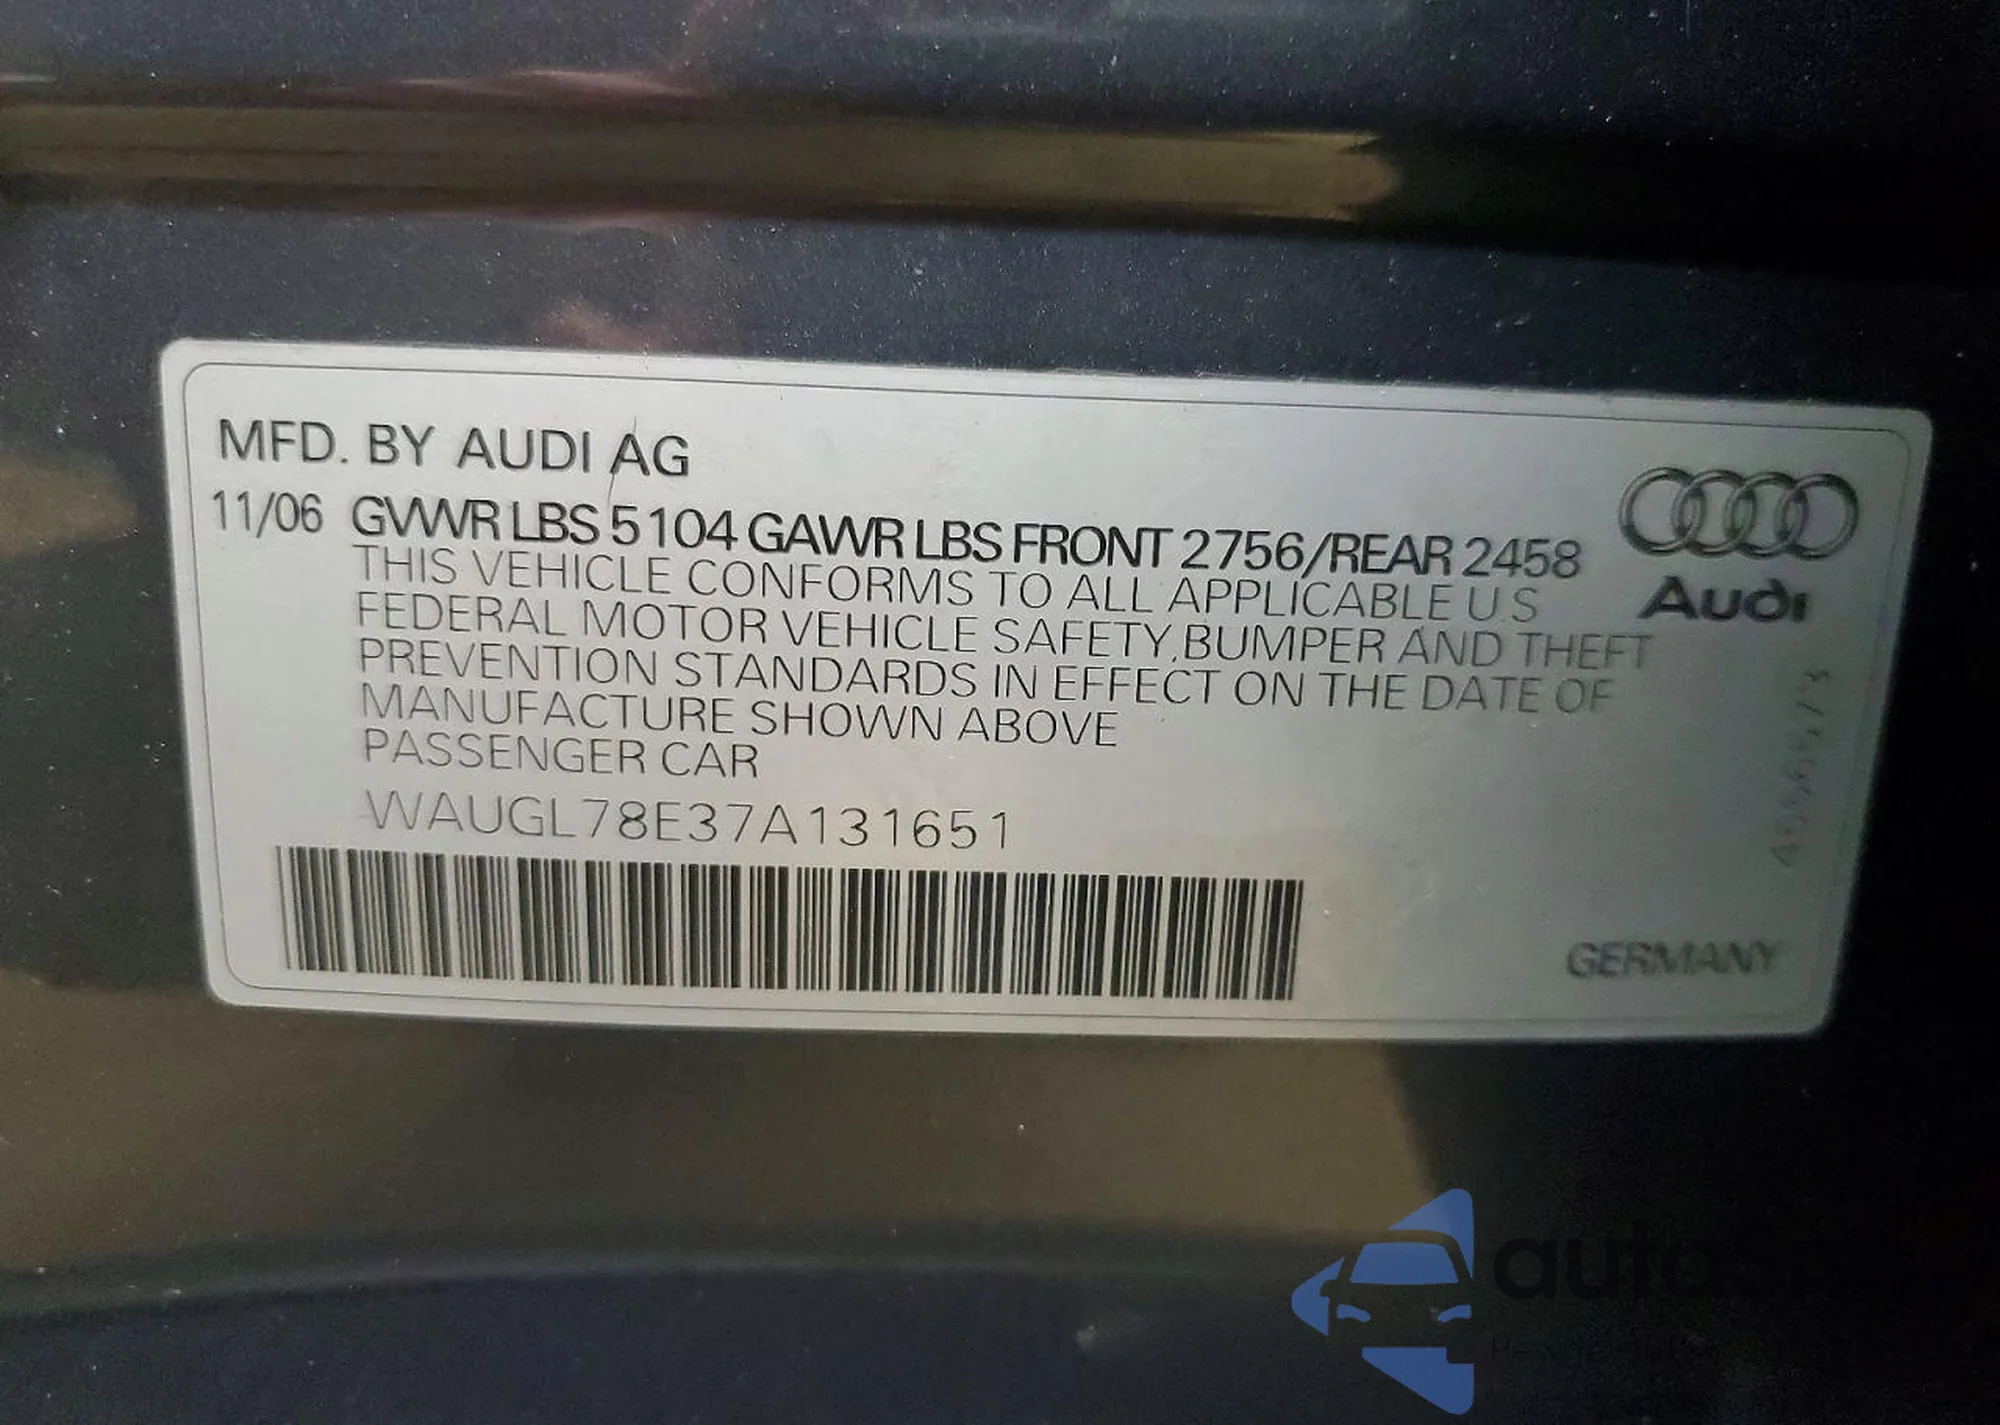 MFD. BY AUDI AG
11/06 GVWR LBS 5104 GAWR LBS FRONT 2756/REAR 2458
THIS VEHICLE CONFORMS TO ALL APPLICABLE U S
FEDERAL MOTOR VEHICLE SAFETY,BUMPER AND THEFT
PREVENTION STANDARDS IN EFFECT ON THE DATE OF
MANUFACTURE SHOWN ABOVE
PASSENGER CAR
WAUGL78E37A131651
Audi
GERMANY